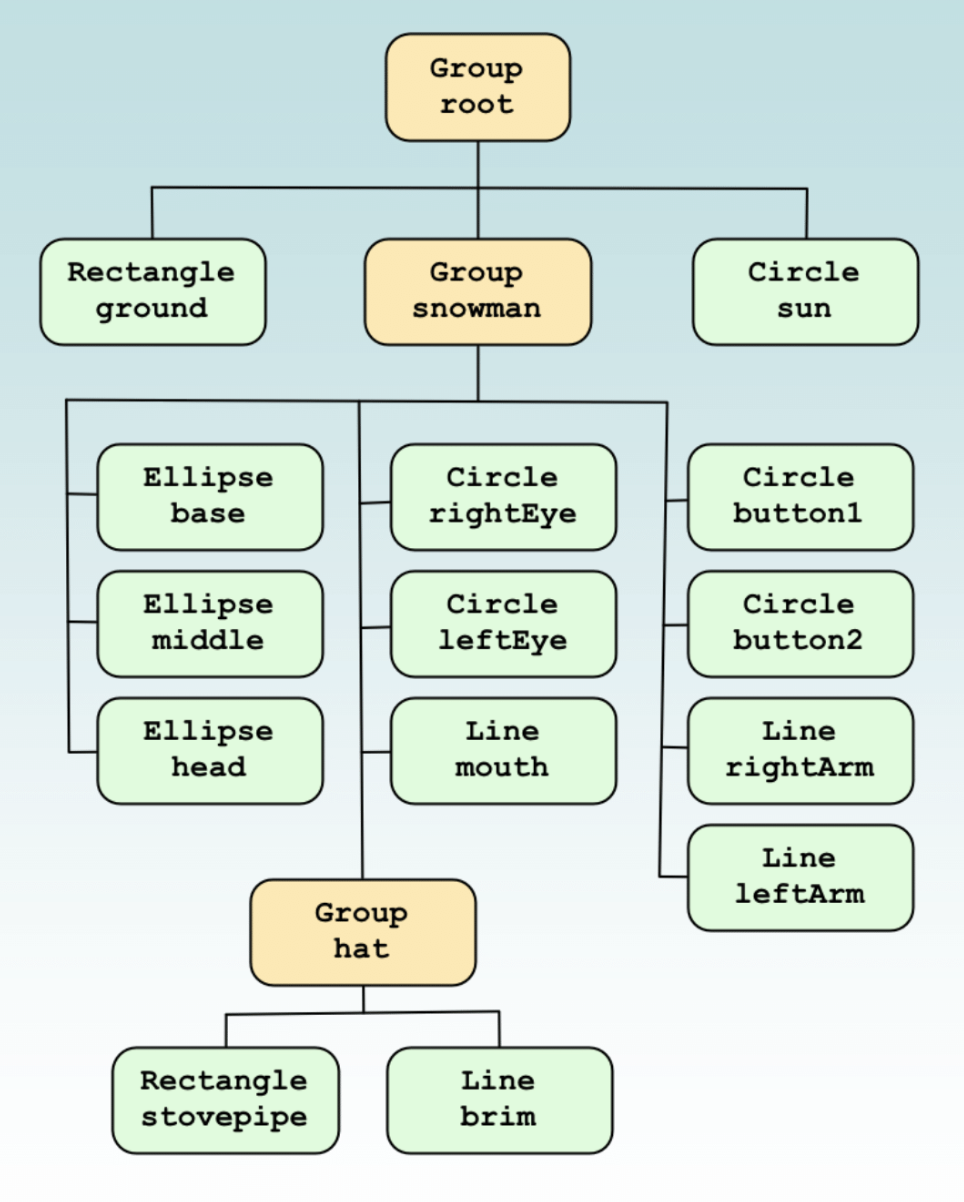 Group
root
Rectangle
ground
Group
snowman
Circle
sun
Ellipse
base
Circle
rightEye
Circle
button1
Ellipse
middle
Circle
leftEye
Circle
button2
Ellipse
head
Line
mouth
Line
rightArm
Line
leftArm
Group
hat
Rectangle
stovepipe
Line
brim